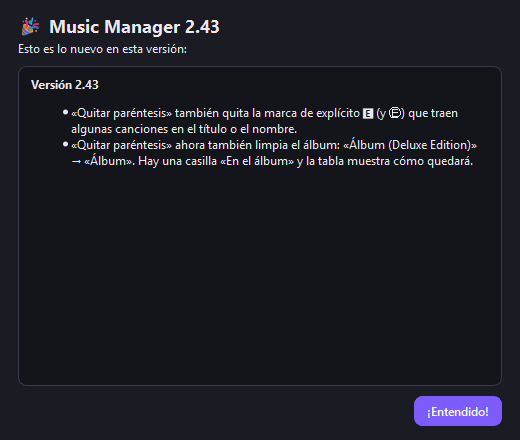 🎉 Music Manager 2.43
Esto es lo nuevo en esta versión:
Versión 2.43
• «Quitar paréntesis» también quita la marca de explícito 🅴 (y Ⓔ) que traen
algunas canciones en el título o el nombre.
• «Quitar paréntesis» ahora también limpia el álbum: «Álbum (Deluxe Edition)»
→ «Álbum». Hay una casilla «En el álbum» y la tabla muestra cómo quedará.
¡Entendido!